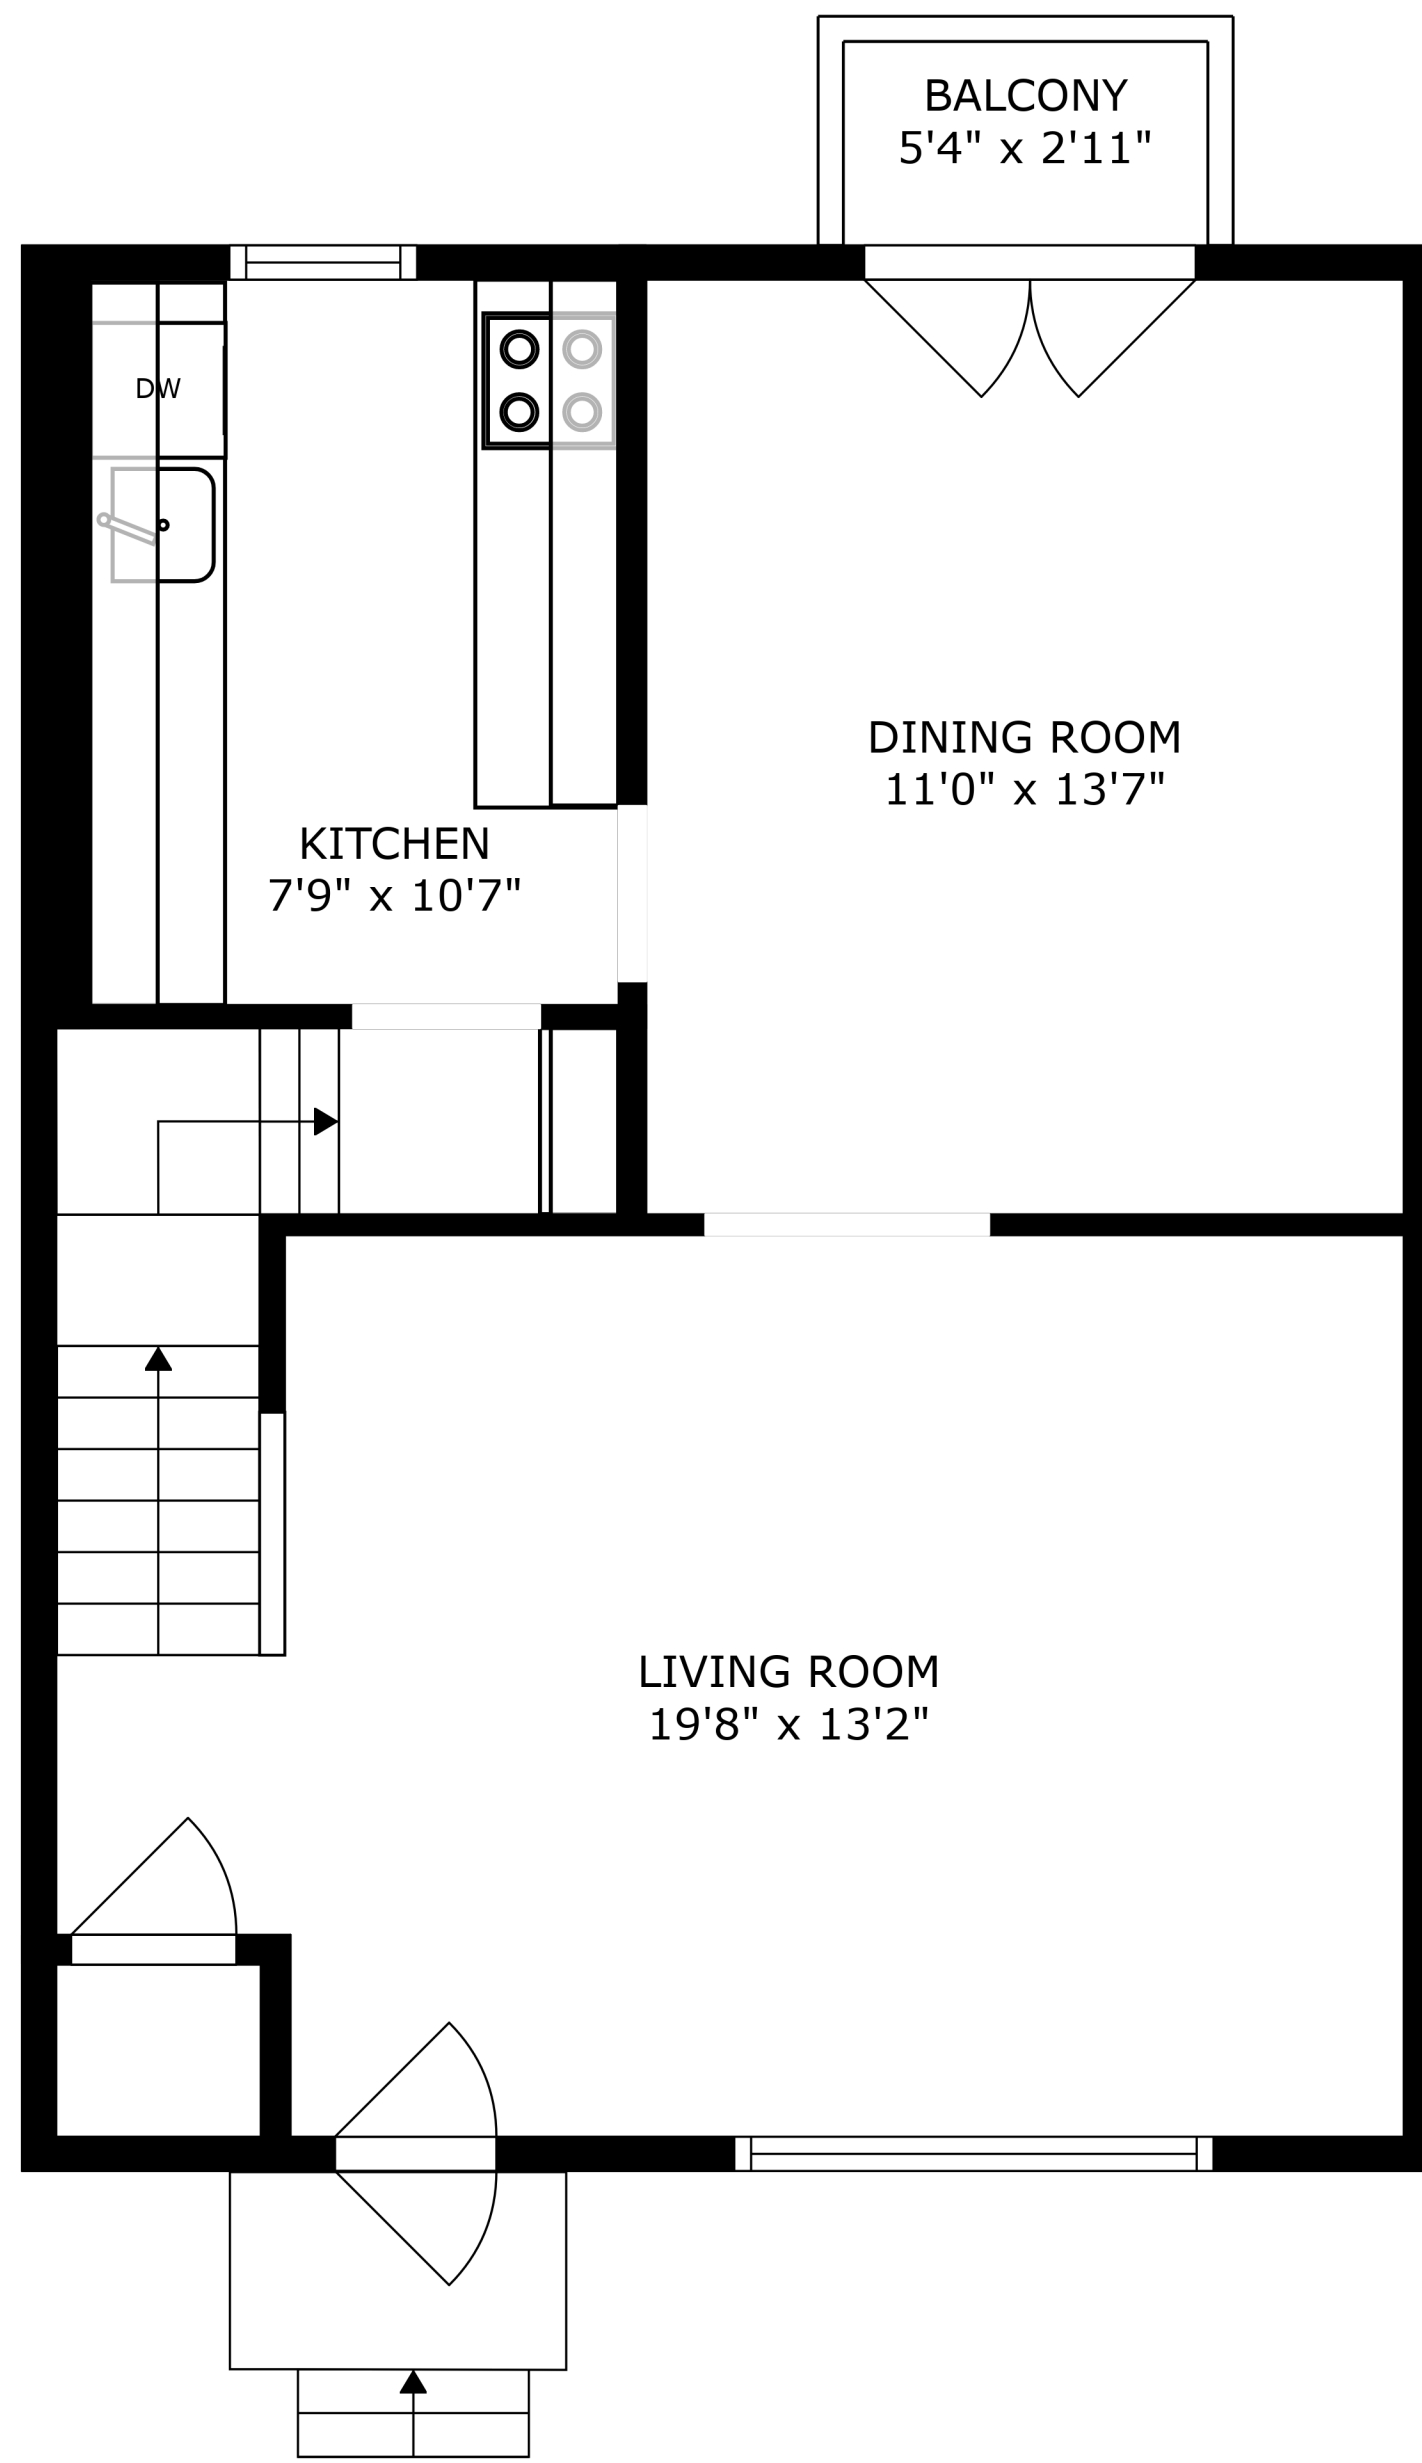 BALCONY
5'4" x 2'11"
DW
DINING ROOM
11'0" x 13'7"
KITCHEN
7'9" x 10'7"
LIVING ROOM
19'8" x 13'2"